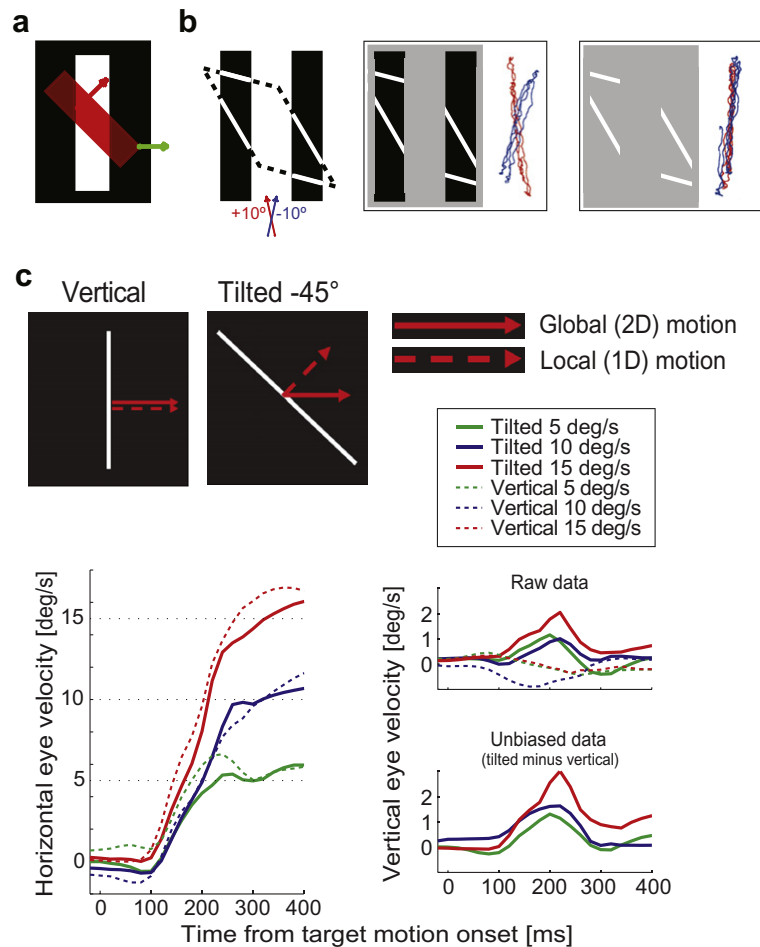 a
b
+10º
-10º
c
Vertical
Tilted -45°
Global (2D) motion
Local (1D) motion
Tilted 5 deg/s
Tilted 10 deg/s
Tilted 15 deg/s
Vertical 5 deg/s
Vertical 10 deg/s
Vertical 15 deg/s
Horizontal eye velocity [deg/s]
15
10
5
0
0 100 200 300 400
Vertical eye velocity [deg/s]
Raw data
2
1
0
Unbiased data
(tilted minus vertical)
2
1
0
0 100 200 300 400
Time from target motion onset [ms]